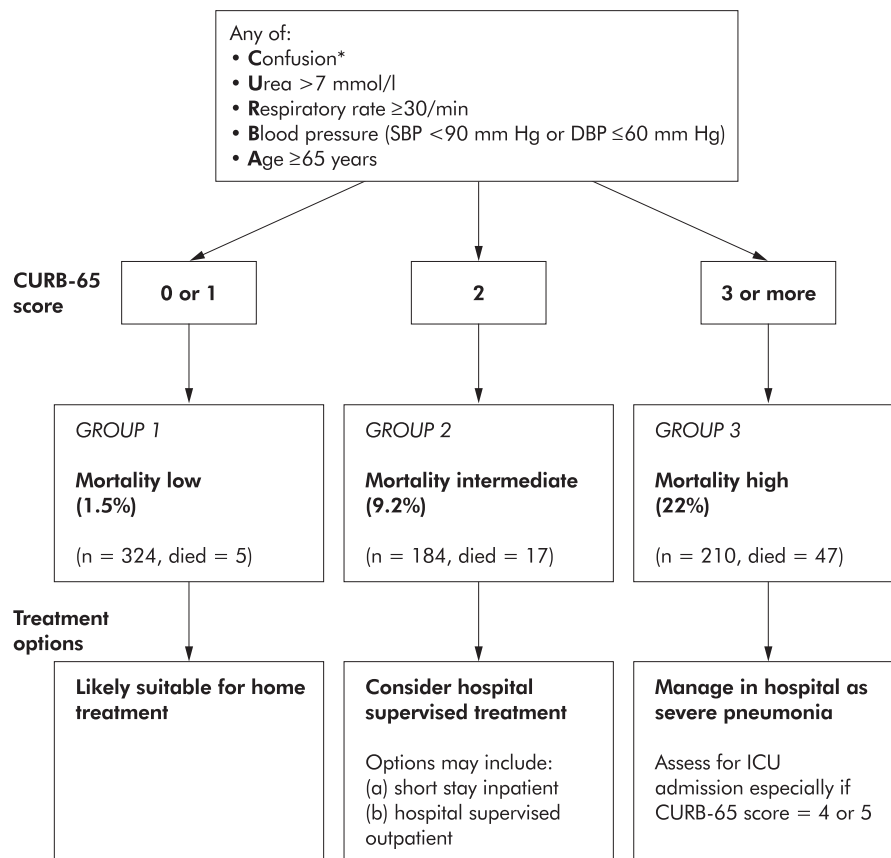 Any of:
• Confusion*
• Urea >7 mmol/l
• Respiratory rate ≥30/min
• Blood pressure (SBP <90 mm Hg or DBP ≤60 mm Hg)
• Age ≥65 years
CURB-65
score
0 or 1
2
3 or more
GROUP 1
Mortality low
(1.5%)
(n = 324, died = 5)
GROUP 2
Mortality intermediate
(9.2%)
(n = 184, died = 17)
GROUP 3
Mortality high
(22%)
(n = 210, died = 47)
Treatment
options
Likely suitable for home
treatment
Consider hospital
supervised treatment
Options may include:
(a) short stay inpatient
(b) hospital supervised
outpatient
Manage in hospital as
severe pneumonia
Assess for ICU
admission especially if
CURB-65 score = 4 or 5